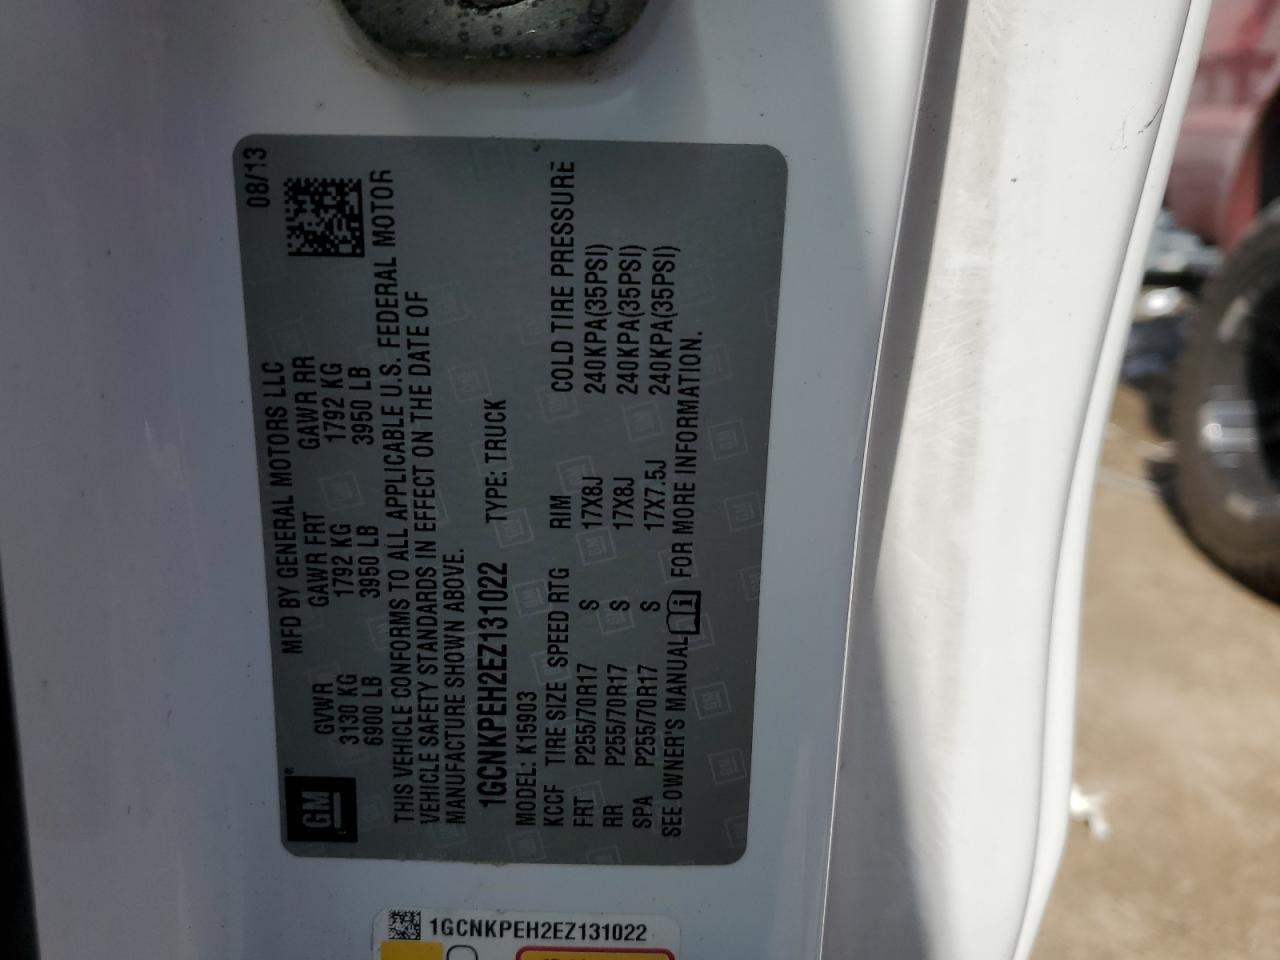 MFD BY GENERAL MOTORS LLC 08/13
GM
GVWR GAWR FRT GAWR RR
3130 KG 1792 KG 1792 KG
6900 LB 3950 LB 3950 LB
THIS VEHICLE CONFORMS TO ALL APPLICABLE U.S. FEDERAL MOTOR
VEHICLE SAFETY STANDARDS IN EFFECT ON THE DATE OF
MANUFACTURE SHOWN ABOVE.
1GCNKPEH2EZ131022 TYPE: TRUCK
MODEL: K15903
KCCF TIRE SIZE SPEED RTG RIM COLD TIRE PRESSURE
FRT P255/70R17 S 17X8J 240KPA(35PSI)
RR P255/70R17 S 17X8J 240KPA(35PSI)
SPA P255/70R17 S 17X7.5J 240KPA(35PSI)
SEE OWNER'S MANUAL i FOR MORE INFORMATION.
1GCNKPEH2EZ131022